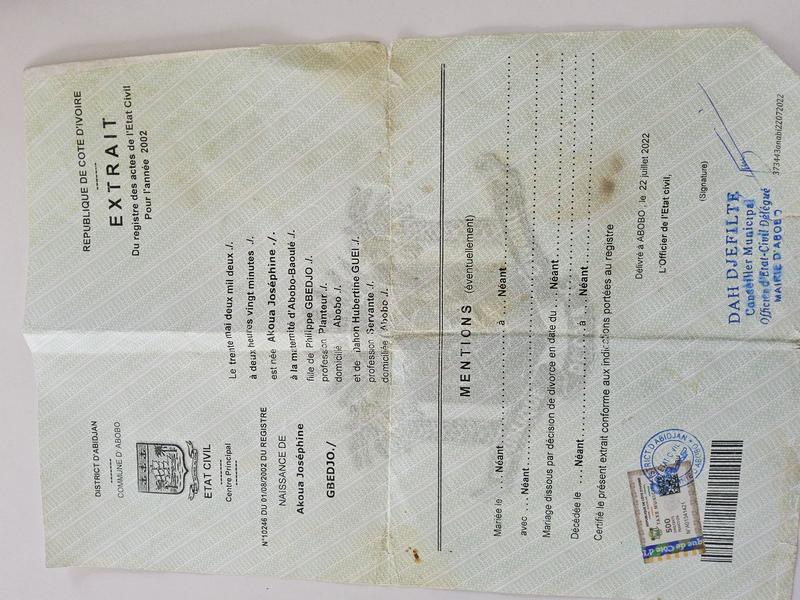 DISTRICT D'ABIDJAN
COMMUNE D'ABOBO
ETAT CIVIL
Centre Principal
N°10246 DU 01/08/2002 DU REGISTRE
NAISSANCE DE
Akoua Joséphine
GBEDJO./
REPUBLIQUE DE COTE D'IVOIRE
EXTRAIT
Du registre des actes de l'Etat Civil
Pour l'année 2002
Le trente mai deux mil deux ./.
à deux heures vingt minutes ./.
est née Akoua Joséphine ./.
à la maternité d'Abobo-Baoulé ./.
fille de Philippe GBEDJO ./.
profession Planteur ./.
domicilié Abobo ./.
et de Dahon Hubertine GUEI ./.
profession Servante ./.
domiciliée Abobo ./.
MENTIONS (éventuellement)
Mariée le ... Néant ... à ... Néant ...
avec ... Néant ...
Mariage dissous par décision de divorce en date du ... Néant ...
Décédée le ... Néant ... à ... Néant ...
Certifié le présent extrait conforme aux indications portées au registre
Délivré à ABOBO , le 22 juillet 2022
L'Officier de l'Etat civil,
(Signature)
DAH DJEFILTE
Conseiller Municipal
Officier d'Etat-Civil Délégué
MAIRIE D'ABOBO
373443anabi22072022
DISTRICT D'ABIDJAN
500
que de Côte d'I